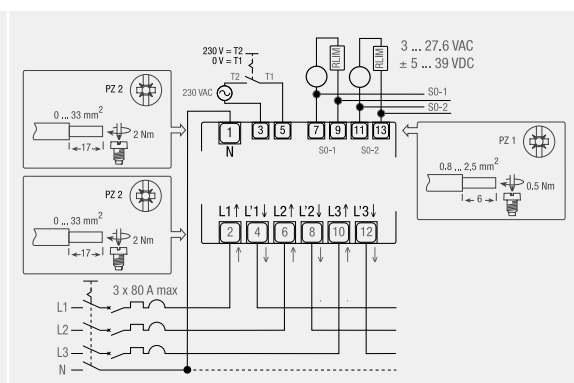 230 V = T2
0 V = T1
3 ... 27.6 VAC
± 5 ... 39 VDC
RLIM
RLIM
T2
T1
230 VAC
S0-1
S0-2
PZ 2
0 ... 33 mm²
2 Nm
17
1
3
5
7
9
11
13
N
S0-1
S0-2
PZ 1
0.8 ... 2,5 mm²
0.5 Nm
6
PZ 2
0 ... 33 mm²
2 Nm
17
L1↑ L'1↓ L2↑ L'2↓ L3↑ L'3↓
2
4
6
8
10
12
3 x 80 A max
L1
L2
L3
N